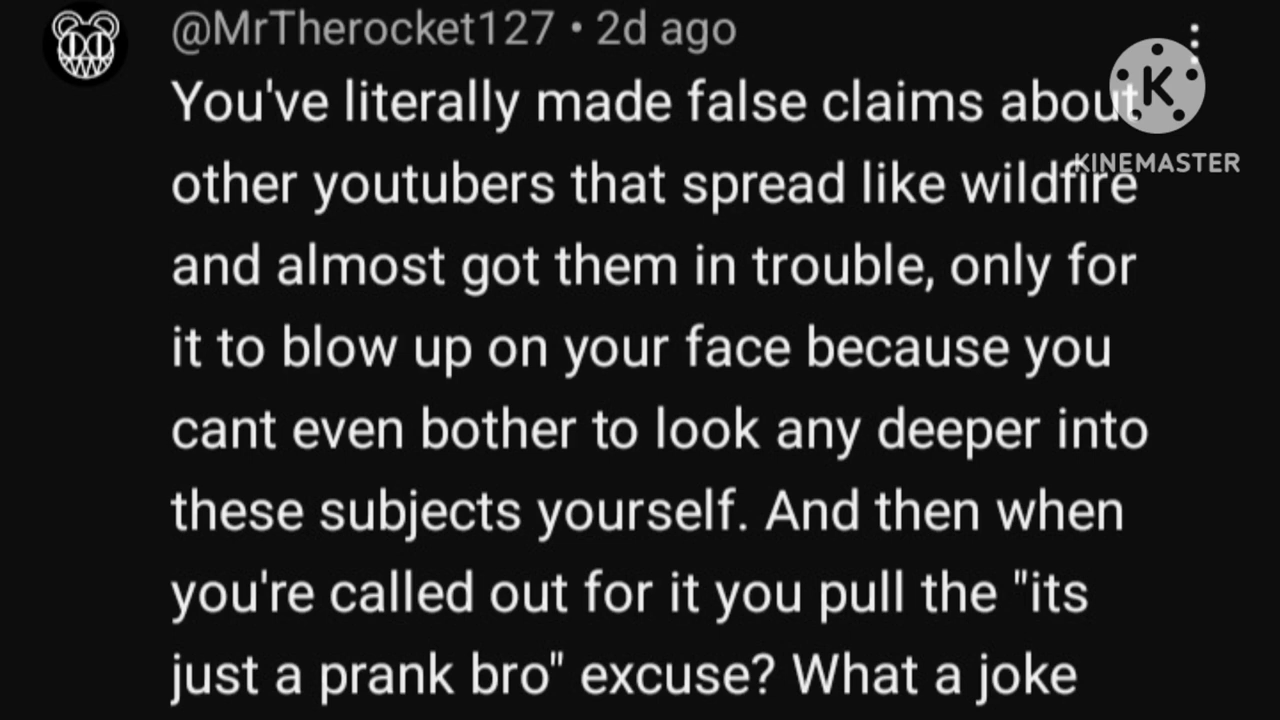 @MrTherocket127 • 2d ago
You've literally made false claims about
other youtubers that spread like wildfire
and almost got them in trouble, only for
it to blow up on your face because you
cant even bother to look any deeper into
these subjects yourself. And then when
you're called out for it you pull the "its
just a prank bro" excuse? What a joke
K
KINEMASTER